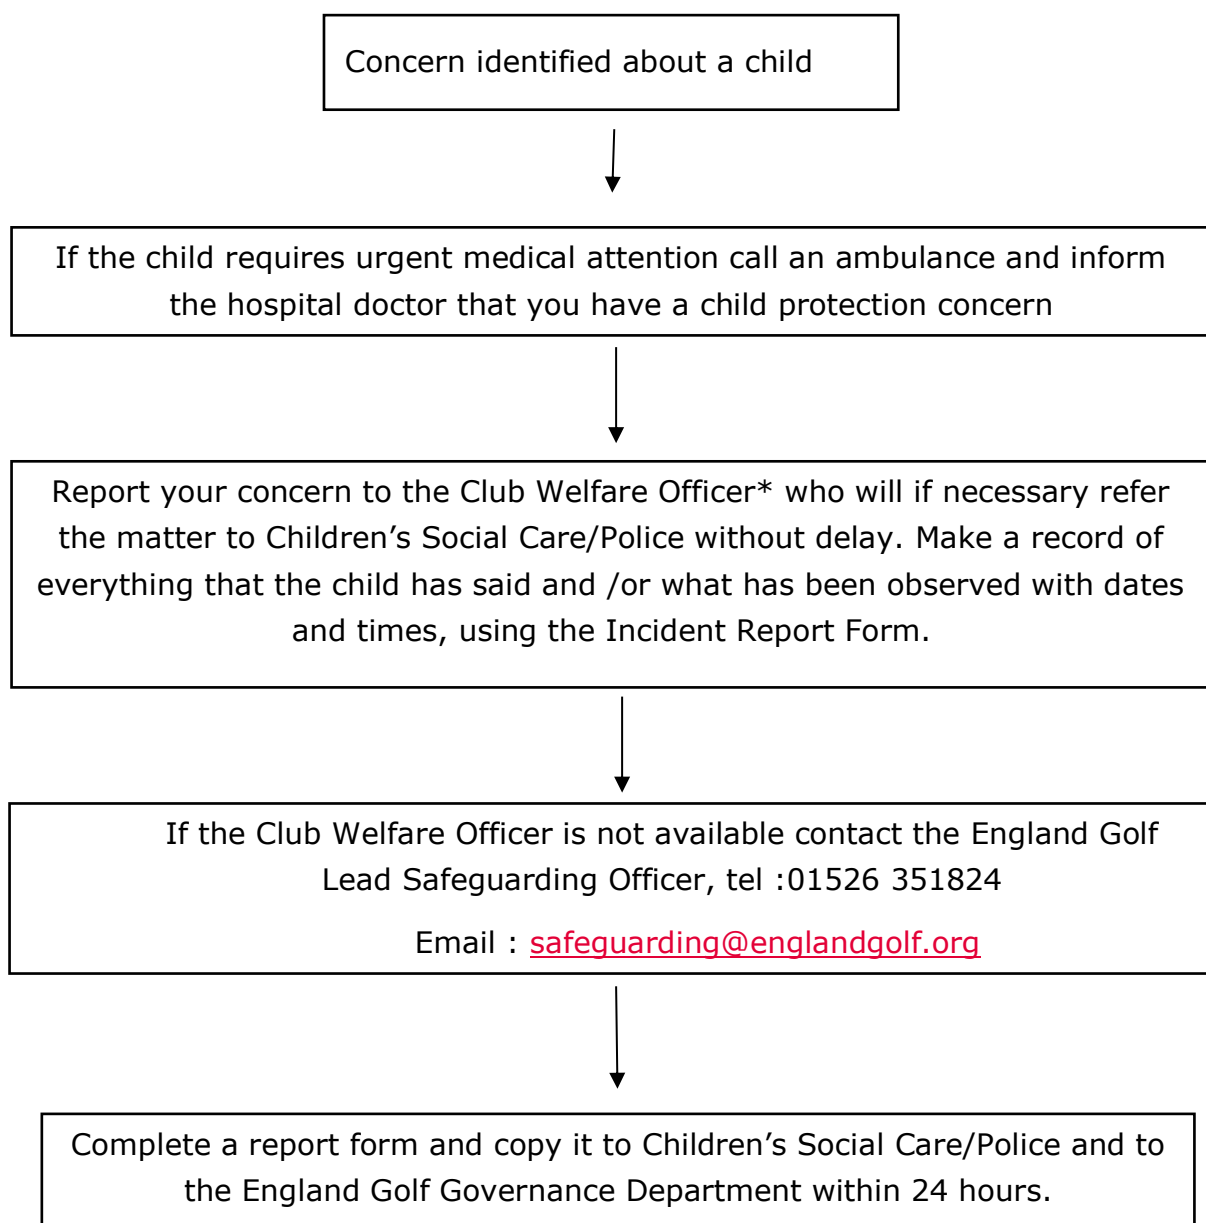 Concern identified about a child
If the child requires urgent medical attention call an ambulance and inform
the hospital doctor that you have a child protection concern
Report your concern to the Club Welfare Officer* who will if necessary refer
the matter to Children’s Social Care/Police without delay. Make a record of
everything that the child has said and /or what has been observed with dates
and times, using the Incident Report Form.
If the Club Welfare Officer is not available contact the England Golf
Lead Safeguarding Officer, tel :01526 351824
Email : safeguarding@englandgolf.org
Complete a report form and copy it to Children’s Social Care/Police and to
the England Golf Governance Department within 24 hours.